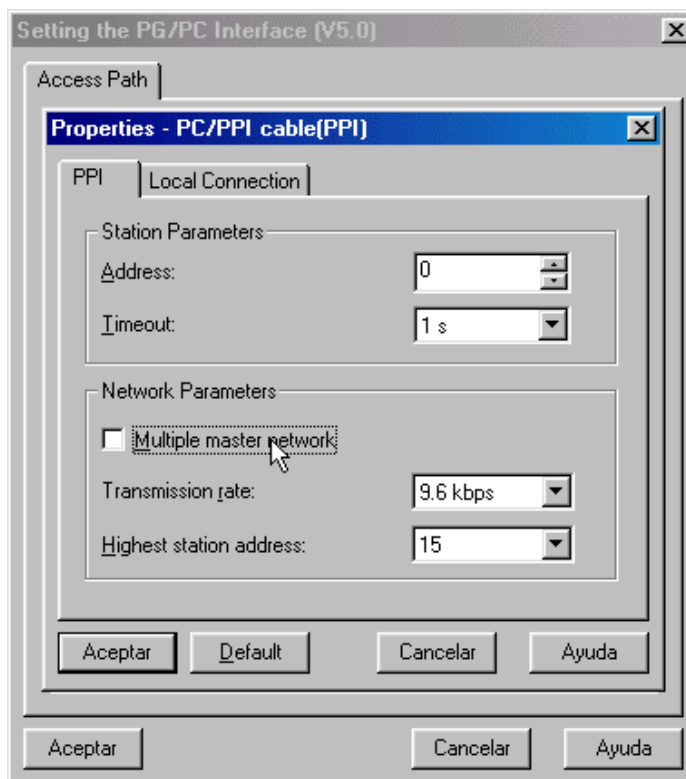 Setting the PG/PC Interface (V5.0)
Access Path
Properties - PC/PPI cable(PPI)
PPI Local Connection
Station Parameters
Address: 0
Timeout: 1 s
Network Parameters
Multiple master network
Transmission rate: 9.6 kbps
Highest station address: 15
Aceptar Default Cancelar Ayuda
Aceptar Cancelar Ayuda